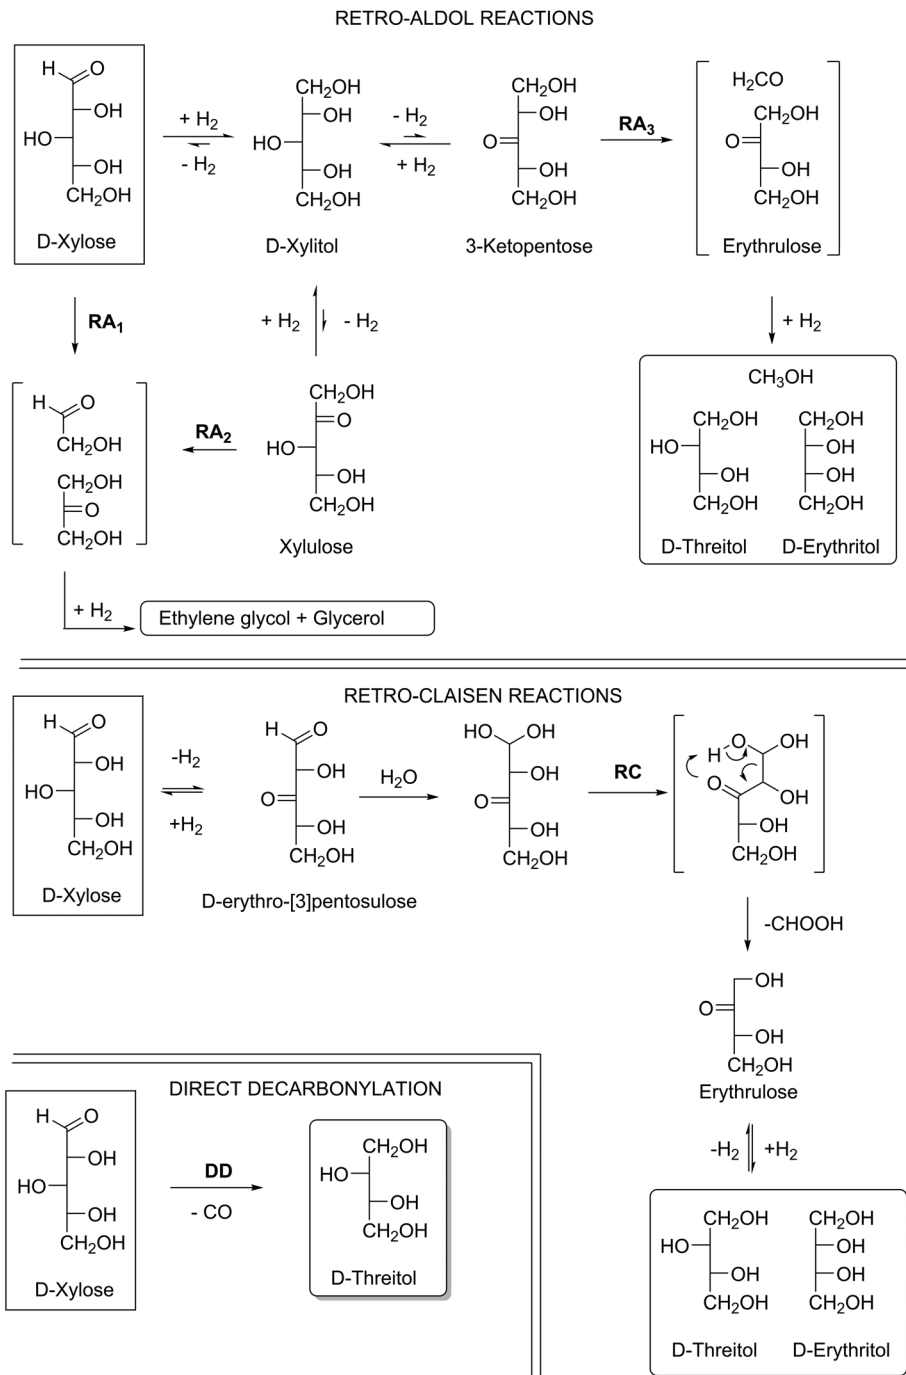 RETRO-ALDOL REACTIONS
H O
OH
HO
OH
CH₂OH
D-Xylose
+ H₂
- H₂
CH₂OH
OH
HO
OH
CH₂OH
D-Xylitol
- H₂
+ H₂
CH₂OH
OH
O
OH
CH₂OH
3-Ketopentose
RA₃
H₂CO
CH₂OH
O
OH
CH₂OH
Erythrulose
RA₁
+ H₂ - H₂
+ H₂
H O
CH₂OH
CH₂OH
O
CH₂OH
RA₂
CH₂OH
O
HO
OH
CH₂OH
Xylulose
CH₃OH
CH₂OH
HO
OH
CH₂OH
D-Threitol
CH₂OH
OH
OH
CH₂OH
D-Erythritol
+ H₂
Ethylene glycol + Glycerol
RETRO-CLAISEN REACTIONS
H O
OH
HO
OH
CH₂OH
D-Xylose
-H₂
+H₂
H O
OH
O
OH
CH₂OH
D-erythro-[3]pentosulose
H₂O
HO OH
OH
O
OH
CH₂OH
RC
H O OH
O
OH
OH
CH₂OH
-CHOOH
OH
O
OH
CH₂OH
Erythrulose
-H₂ +H₂
CH₂OH
HO
OH
CH₂OH
D-Threitol
CH₂OH
OH
OH
CH₂OH
D-Erythritol
DIRECT DECARBONYLATION
H O
OH
HO
OH
CH₂OH
D-Xylose
DD
- CO
CH₂OH
HO
OH
CH₂OH
D-Threitol